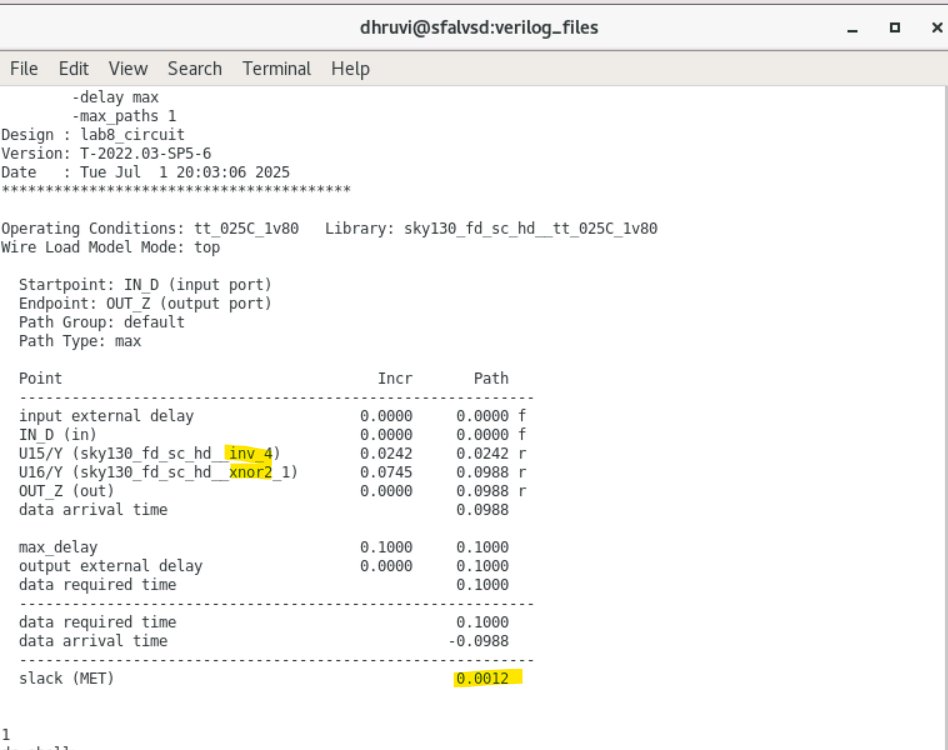 dhruvi@sfalvsd:verilog_files
File Edit View Search Terminal Help
-delay max
-max_paths 1
Design : lab8_circuit
Version: T-2022.03-SP5-6
Date   : Tue Jul  1 20:03:06 2025
****************************************
Operating Conditions: tt_025C_1v80   Library: sky130_fd_sc_hd__tt_025C_1v80
Wire Load Model Mode: top
Startpoint: IN_D (input port)
Endpoint: OUT_Z (output port)
Path Group: default
Path Type: max
Point                                    Incr       Path
-----------------------------------------------------------
input external delay                   0.0000     0.0000 f
IN_D (in)                              0.0000     0.0000 f
U15/Y (sky130_fd_sc_hd__inv_4)         0.0242     0.0242 r
U16/Y (sky130_fd_sc_hd__xnor2_1)       0.0745     0.0988 r
OUT_Z (out)                            0.0000     0.0988 r
data arrival time                                 0.0988
max_delay                              0.1000     0.1000
output external delay                  0.0000     0.1000
data required time                                0.1000
-----------------------------------------------------------
data required time                                0.1000
data arrival time                                -0.0988
-----------------------------------------------------------
slack (MET)                                       0.0012
1